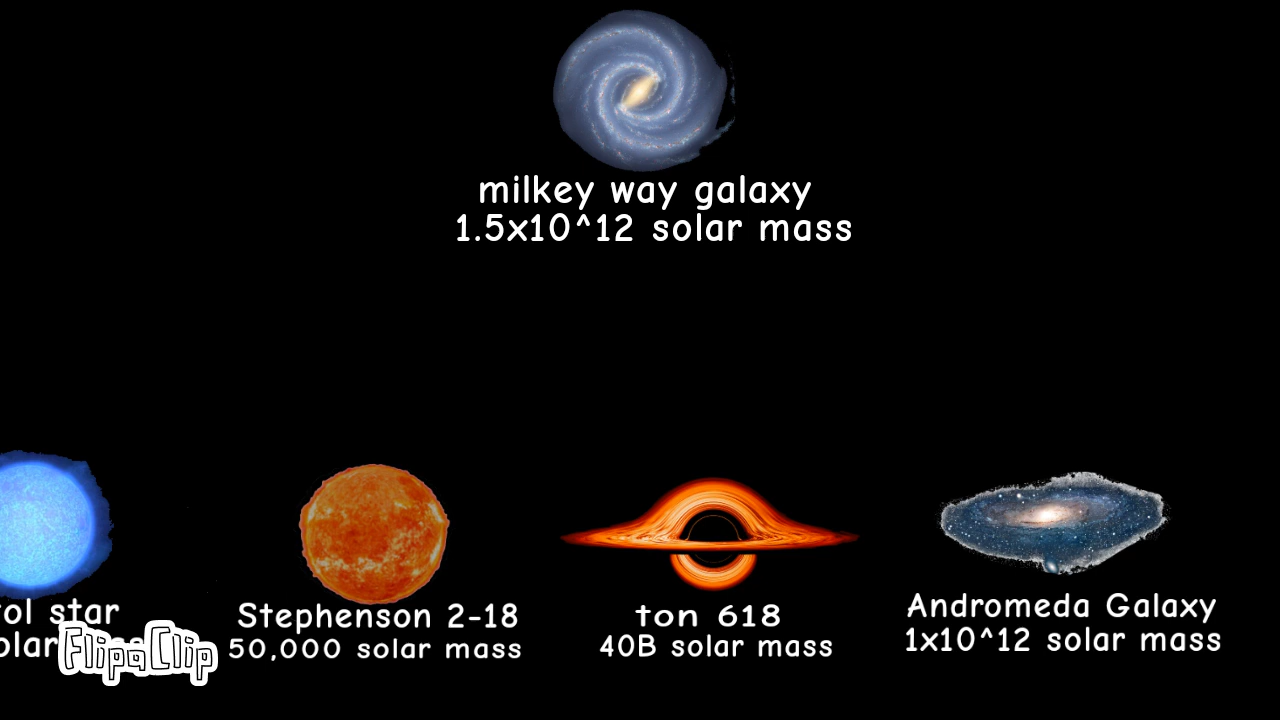 milkey way galaxy
1.5x10^12 solar mass
star
Stephenson 2-18
50,000 solar mass
ton 618
40B solar mass
Andromeda Galaxy
1x10^12 solar mass
FlipaClip